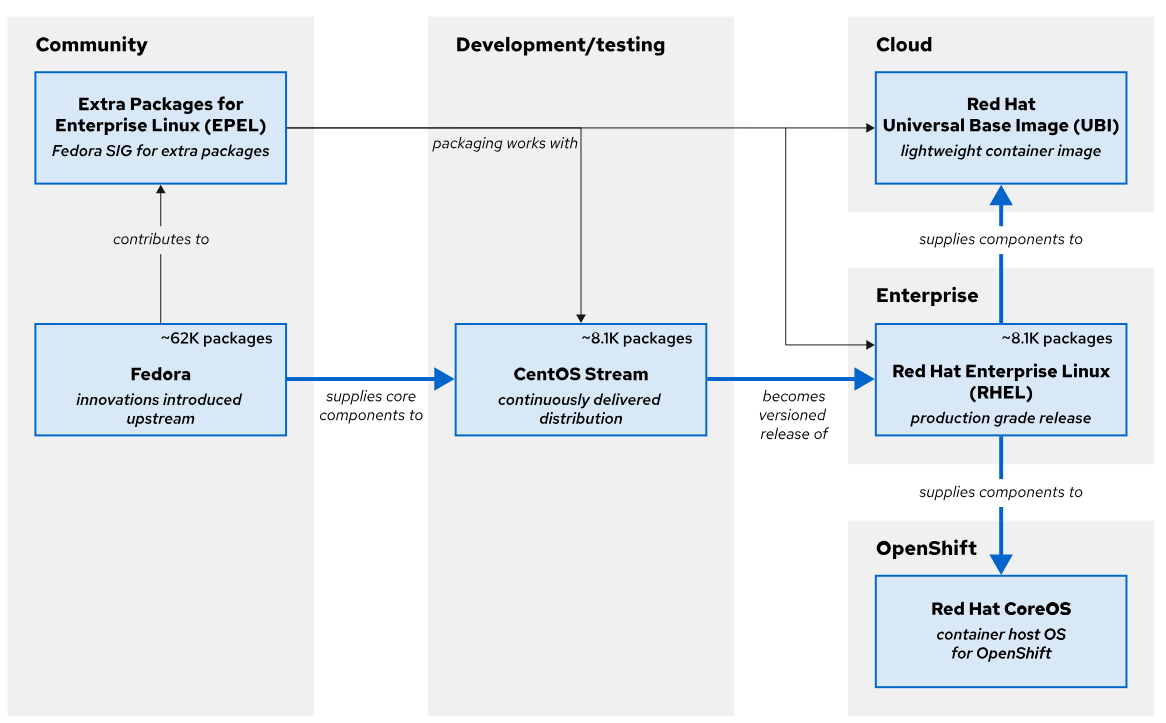 Community
Extra Packages for
Enterprise Linux (EPEL)
Fedora SIG for extra packages
contributes to
~62K packages
Fedora
innovations introduced
upstream
supplies core
components to
Development/testing
packaging works with
~8.1K packages
CentOS Stream
continuously delivered
distribution
becomes
versioned
release of
Cloud
Red Hat
Universal Base Image (UBI)
lightweight container image
supplies components to
Enterprise
~8.1K packages
Red Hat Enterprise Linux
(RHEL)
production grade release
supplies components to
OpenShift
Red Hat CoreOS
container host OS
for OpenShift